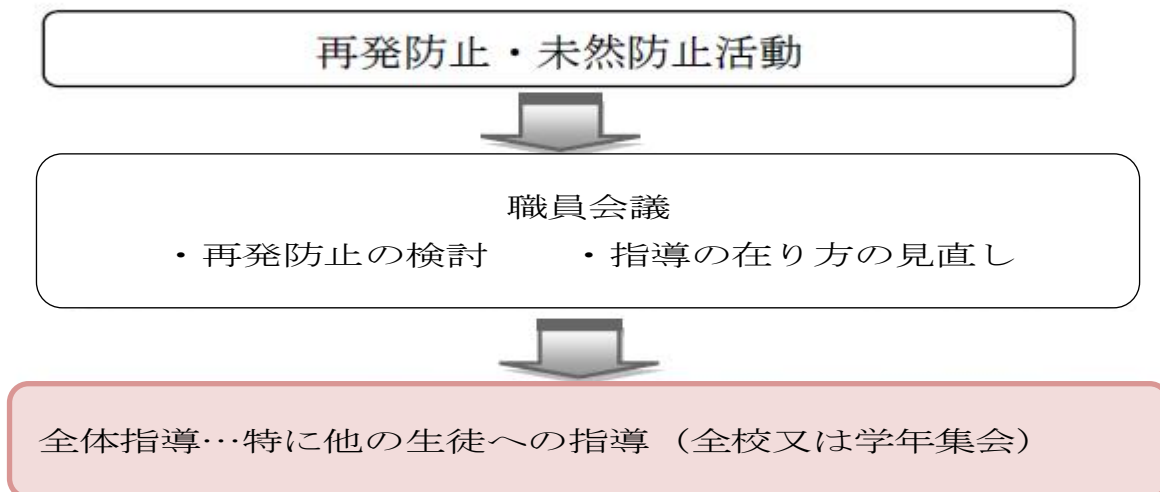 再発防止・未然防止活動
職員会議
・再発防止の検討　　・指導の在り方の見直し
全体指導…特に他の生徒への指導（全校又は学年集会）